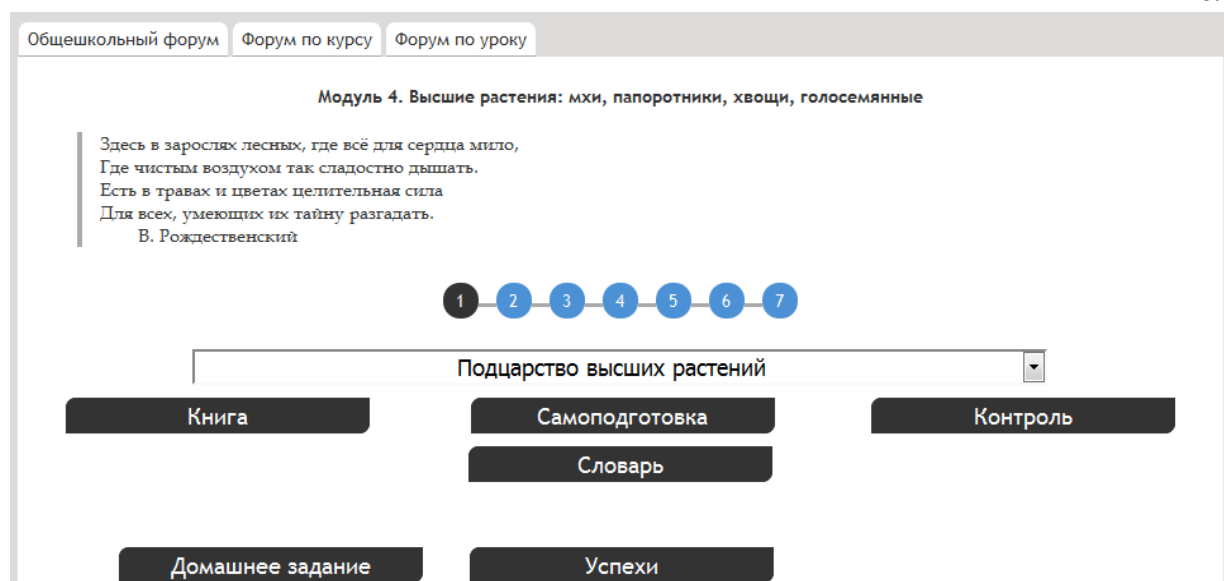 Общешкольный форум Форум по курсу Форум по уроку
Модуль 4. Высшие растения: мхи, папоротники, хвощи, голосемянные
Здесь в зарослях лесных, где всё для сердца мило,
Где чистым воздухом так сладостно дышать.
Есть в травах и цветах целительная сила
Для всех, умеющих их тайну разгадать.
В. Рождественский
1 2 3 4 5 6 7
Подцарство высших растений
Книга Самоподготовка Контроль
Словарь
Домашнее задание Успехи